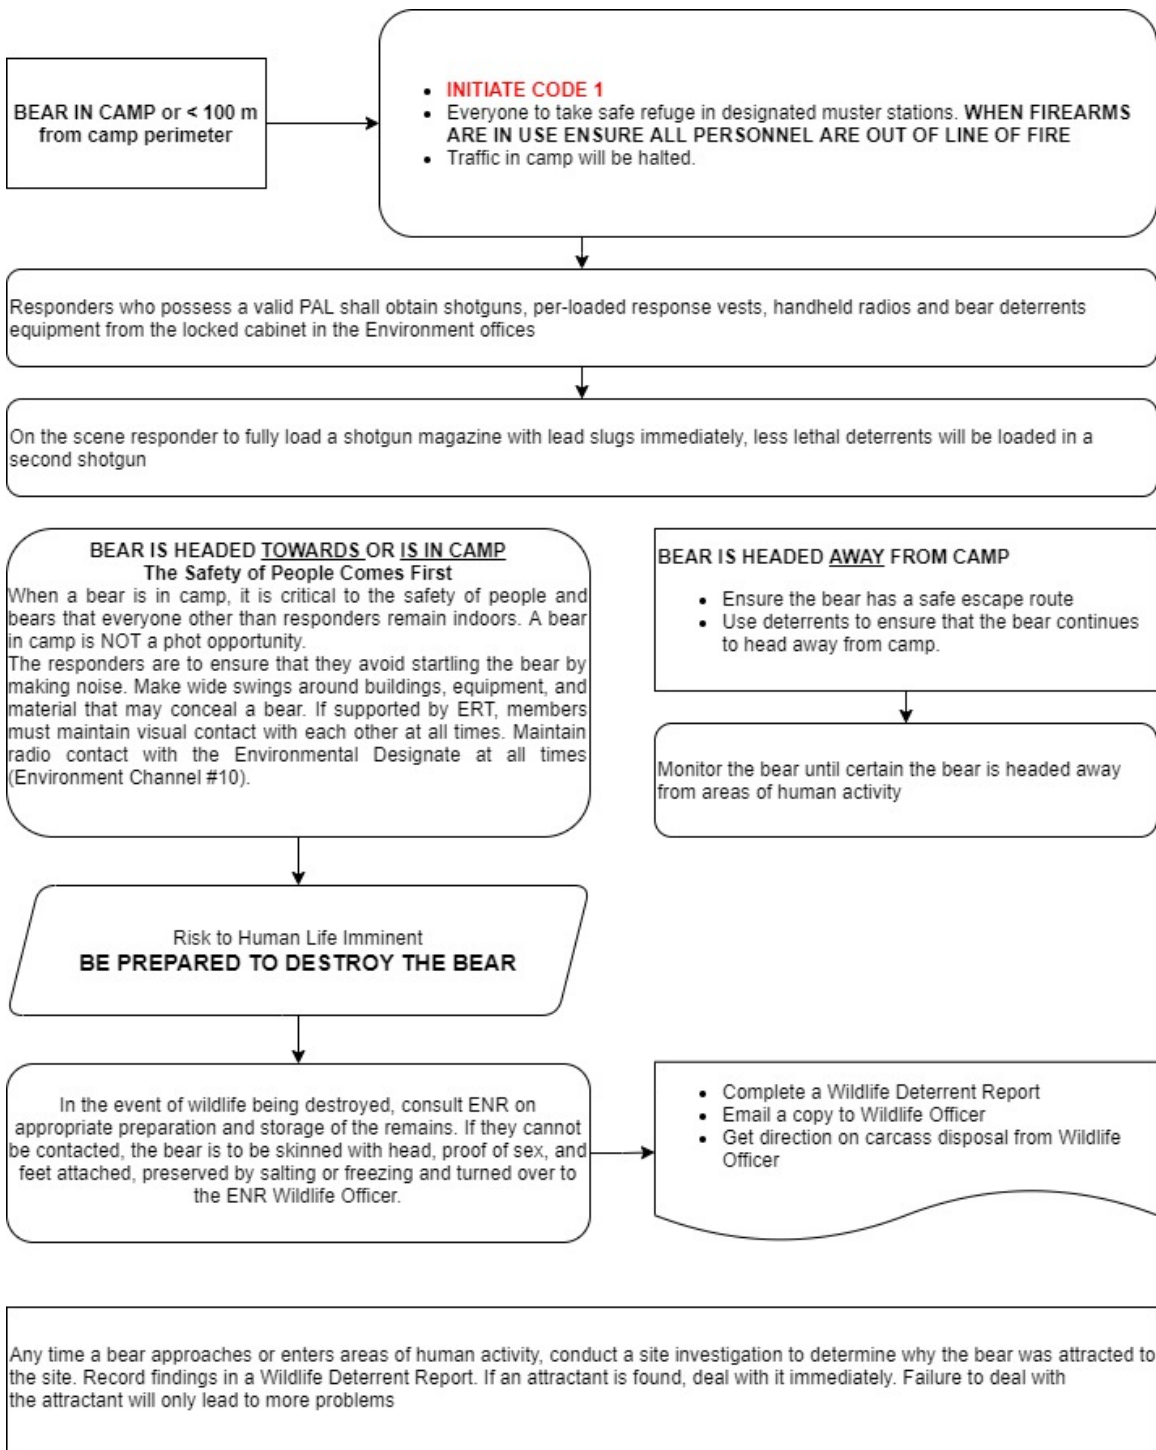 BEAR IN CAMP or < 100 m
from camp perimeter
• INITIATE CODE 1
• Everyone to take safe refuge in designated muster stations. WHEN FIREARMS
ARE IN USE ENSURE ALL PERSONNEL ARE OUT OF LINE OF FIRE
• Traffic in camp will be halted.
Responders who possess a valid PAL shall obtain shotguns, per-loaded response vests, handheld radios and bear deterrents
equipment from the locked cabinet in the Environment offices
On the scene responder to fully load a shotgun magazine with lead slugs immediately, less lethal deterrents will be loaded in a
second shotgun
BEAR IS HEADED TOWARDS OR IS IN CAMP
The Safety of People Comes First
When a bear is in camp, it is critical to the safety of people and
bears that everyone other than responders remain indoors. A bear
in camp is NOT a phot opportunity.
The responders are to ensure that they avoid startling the bear by
making noise. Make wide swings around buildings, equipment, and
material that may conceal a bear. If supported by ERT, members
must maintain visual contact with each other at all times. Maintain
radio contact with the Environmental Designate at all times
(Environment Channel #10).
BEAR IS HEADED AWAY FROM CAMP
• Ensure the bear has a safe escape route
• Use deterrents to ensure that the bear continues
to head away from camp.
Monitor the bear until certain the bear is headed away
from areas of human activity
Risk to Human Life Imminent
BE PREPARED TO DESTROY THE BEAR
In the event of wildlife being destroyed, consult ENR on
appropriate preparation and storage of the remains. If they cannot
be contacted, the bear is to be skinned with head, proof of sex, and
feet attached, preserved by salting or freezing and turned over to
the ENR Wildlife Officer.
• Complete a Wildlife Deterrent Report
• Email a copy to Wildlife Officer
• Get direction on carcass disposal from Wildlife
Officer
Any time a bear approaches or enters areas of human activity, conduct a site investigation to determine why the bear was attracted to
the site. Record findings in a Wildlife Deterrent Report. If an attractant is found, deal with it immediately. Failure to deal with
the attractant will only lead to more problems